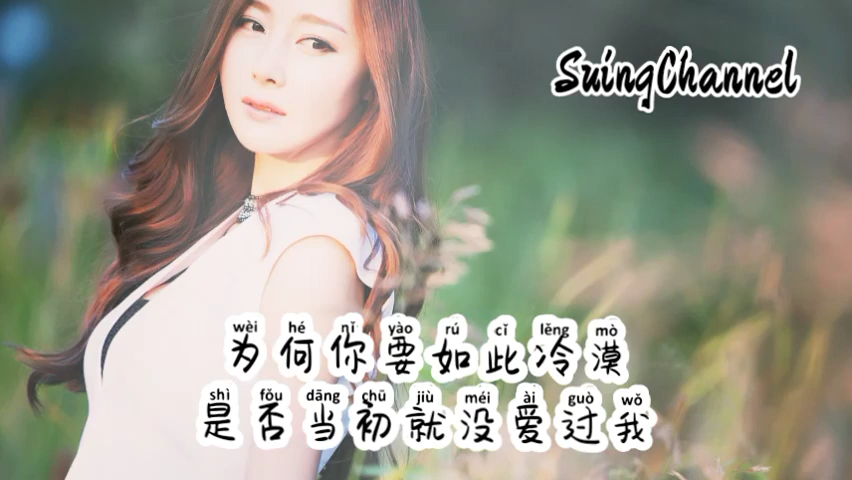 SuingChannel
wèi hé nǐ yào rú cǐ lěng mò
为何你要如此冷漠
shì fǒu dāng chū jiù méi ài guò wǒ
是否当初就没爱过我